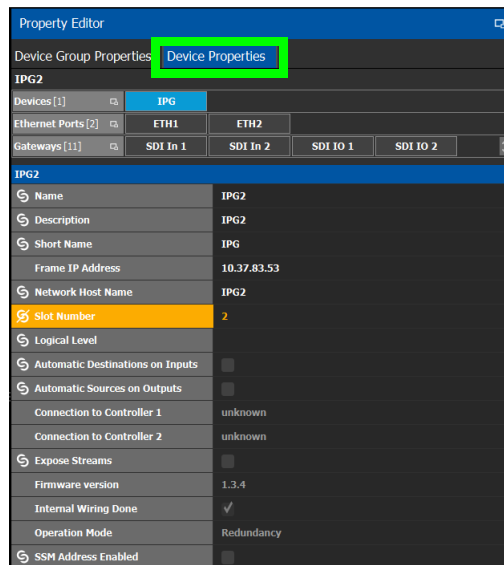 Property Editor
Device Group Properties Device Properties
IPG2
Devices [1] IPG
Ethernet Ports [2] ETH1 ETH2
Gateways [11] SDI In 1 SDI In 2 SDI IO 1 SDI IO 2
IPG2
Name IPG2
Description IPG2
Short Name IPG
Frame IP Address 10.37.83.53
Network Host Name IPG2
Slot Number 2
Logical Level
Automatic Destinations on Inputs
Automatic Sources on Outputs
Connection to Controller 1 unknown
Connection to Controller 2 unknown
Expose Streams
Firmware version 1.3.4
Internal Wiring Done
Operation Mode Redundancy
SSM Address Enabled